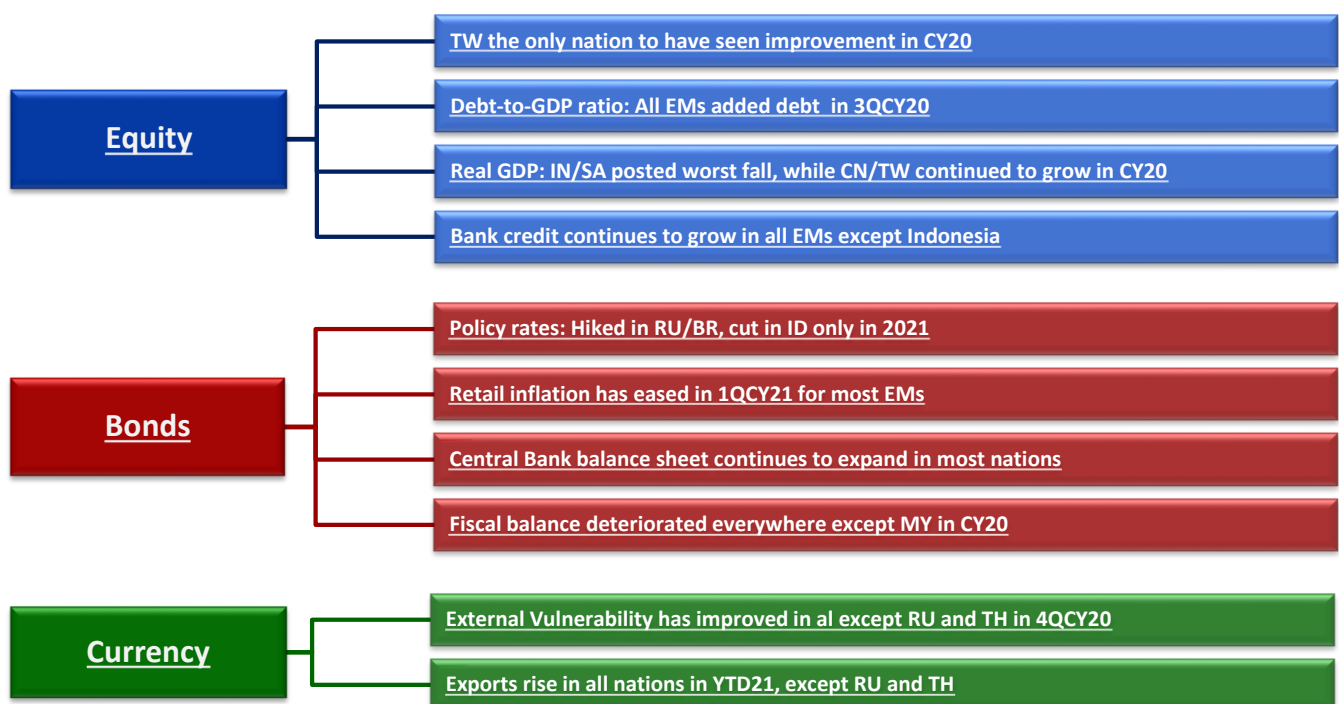 Equity
TW the only nation to have seen improvement in CY20
Debt-to-GDP ratio: All EMs added debt in 3QCY20
Real GDP: IN/SA posted worst fall, while CN/TW continued to grow in CY20
Bank credit continues to grow in all EMs except Indonesia
Bonds
Policy rates: Hiked in RU/BR, cut in ID only in 2021
Retail inflation has eased in 1QCY21 for most EMs
Central Bank balance sheet continues to expand in most nations
Fiscal balance deteriorated everywhere except MY in CY20
Currency
External Vulnerability has improved in al except RU and TH in 4QCY20
Exports rise in all nations in YTD21, except RU and TH